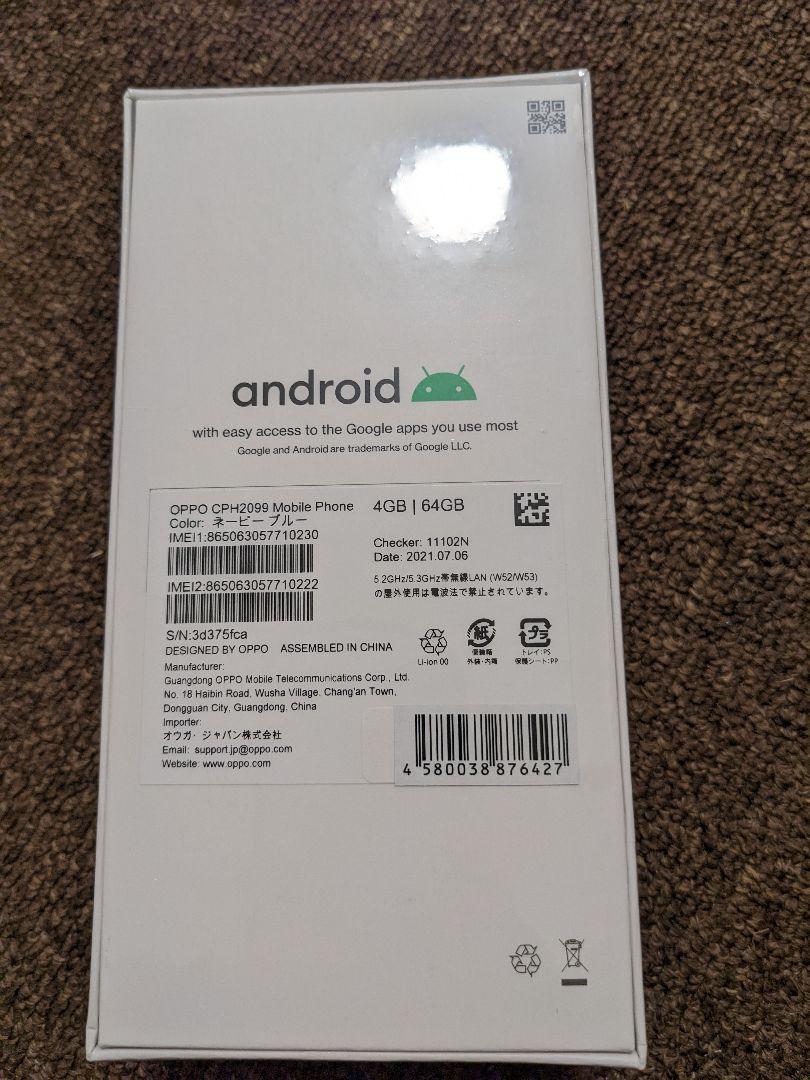 android
with easy access to the Google apps you use most
Google and Android are trademarks of Google LLC.
OPPO CPH2099 Mobile Phone
Color: ネービーブルー
IMEI1:865063057710230
IMEI2:865063057710222
S/N:3d375fca
DESIGNED BY OPPO ASSEMBLED IN CHINA
Manufacturer:
Guangdong OPPO Mobile Telecommunications Corp., Ltd.
No. 18 Haibin Road, Wusha Village, Chang'an Town,
Dongguan City, Guangdong, China
Importer:
オウガ・ジャパン株式会社
Email: support.jp@oppo.com
Website: www.oppo.com
4GB | 64GB
Checker: 11102N
Date: 2021.07.06
5.2GHz/5.3GHz帯無線LAN (W52/W53)
の屋外使用は電波法で禁止されています。
Li-ion 00
紙
保護箱
外装・内箱
プラ
トレイ:PS
保護シート:PP
4 580038 876427